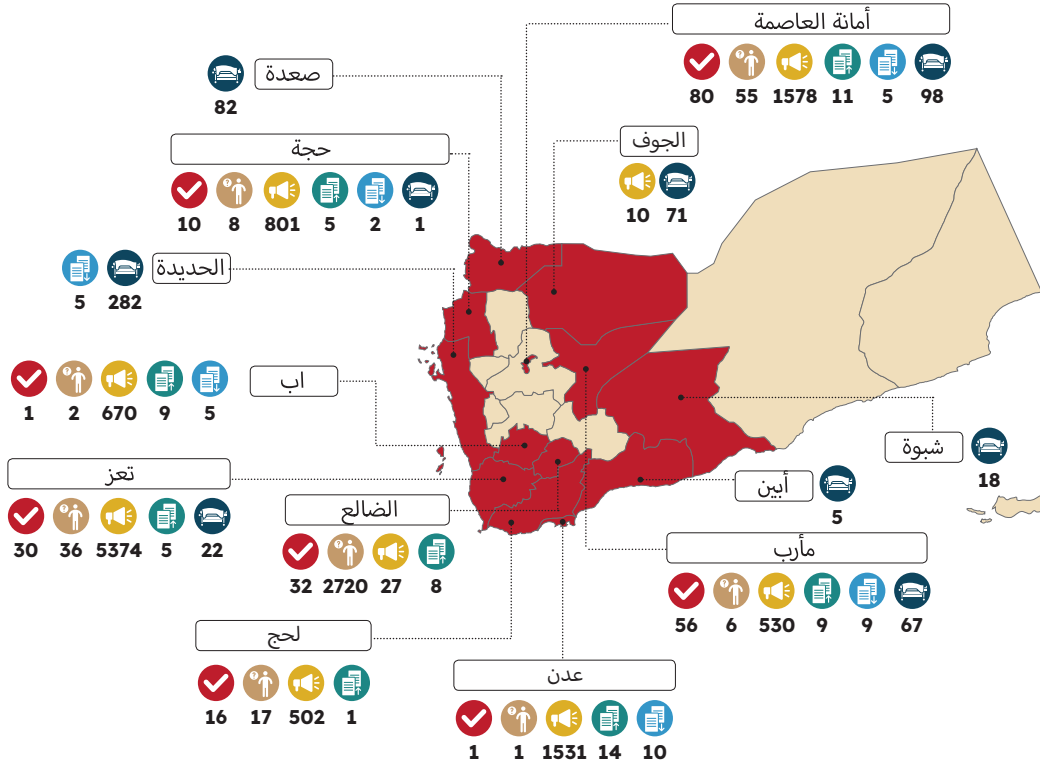 أمانة العاصمة
80 55 1578 11 5 98
صعدة
82
الجوف
10 71
حجة
10 8 801 5 2 1
الحديدة
5 282
اب
1 2 670 9 5
شبوة
18
تعز
30 36 5374 5 22
أبين
5
الضالع
32 2720 27 8
مأرب
56 6 530 9 9 67
لحج
16 17 502 1
عدن
1 1 1531 14 10